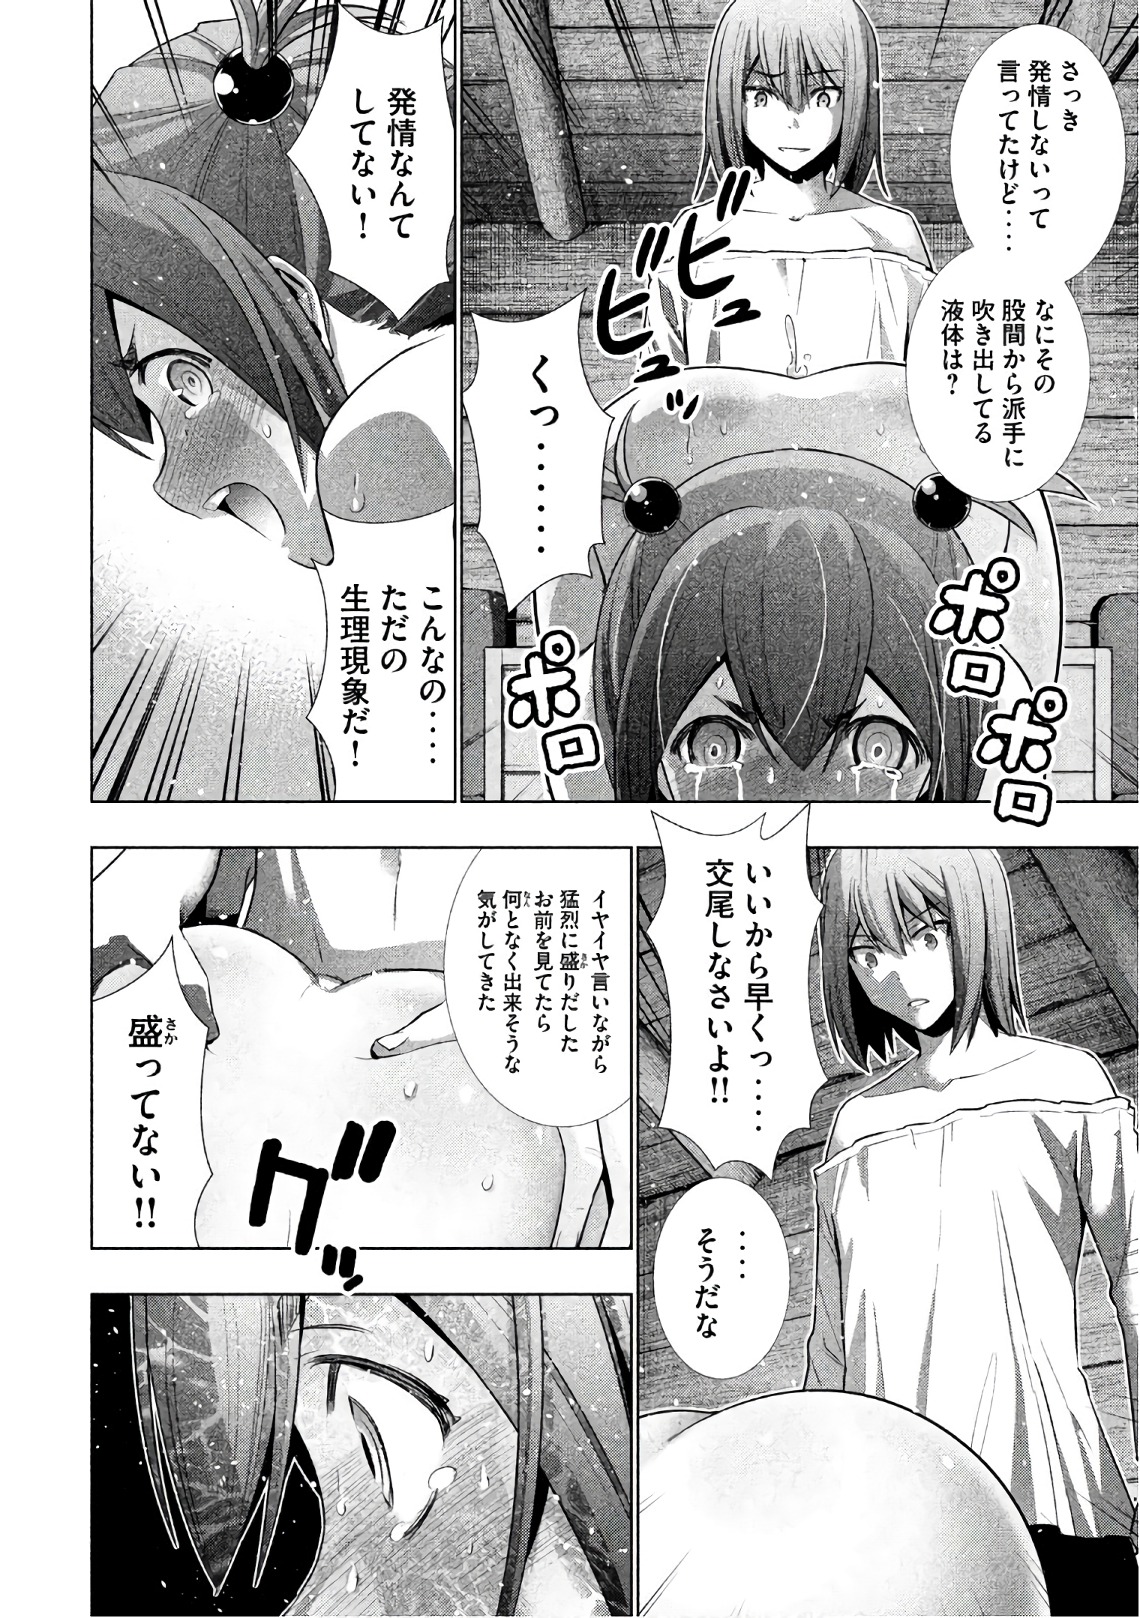 さっき
発情しないって
言ってたけど‥‥
なにその
股間から派手に
吹き出してる
液体は?
ビュ
ビュッ
くっ‥‥‥‥
ポロ
ポロ
ポロ
発情なんて
してない!
こんなの‥‥
ただの
生理現象だ!
いいから早くっ‥‥
交尾しなさいよ!!
‥‥
そうだな
イヤイヤ言いながら
猛烈に盛りだした
お前を見てたら
何となく出来そうな
気がしてきた
グッ
盛ってない!!